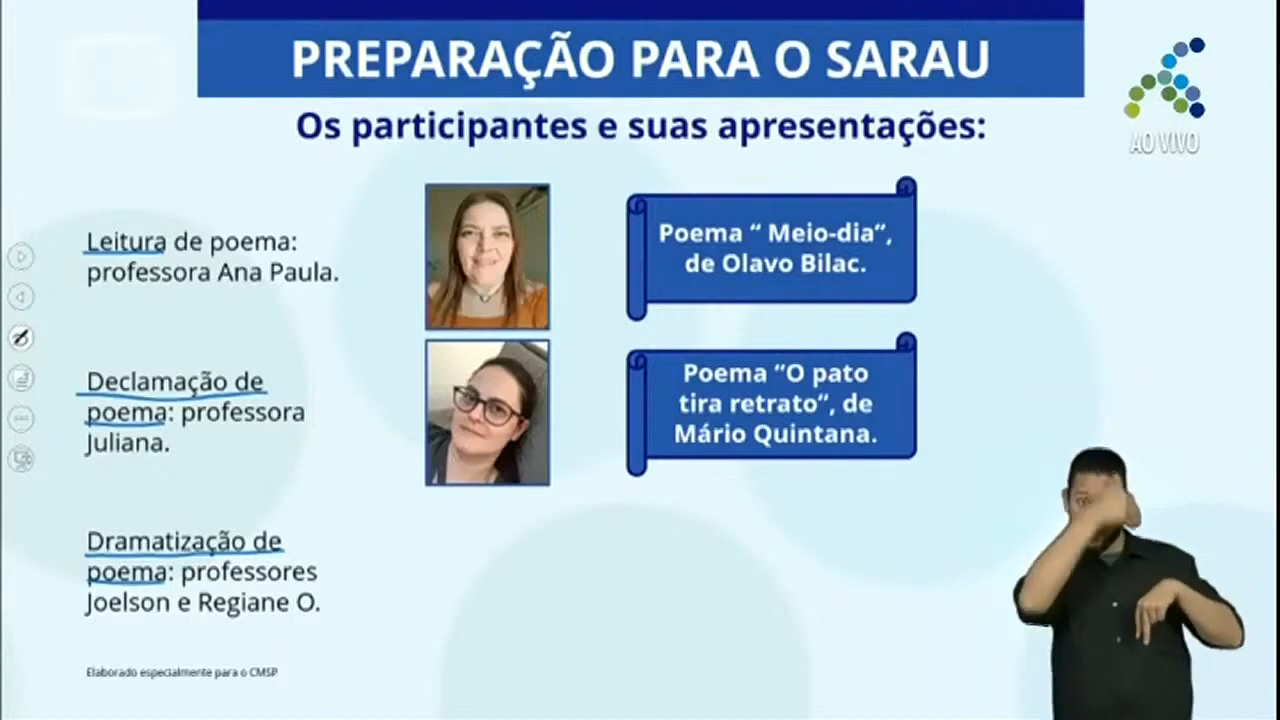 PREPARAÇÃO PARA O SARAU
Os participantes e suas apresentações:
AO VIVO
Leitura de poema:
professora Ana Paula.
Poema “ Meio-dia”,
de Olavo Bilac.
Declamação de
poema: professora
Juliana.
Poema “O pato
tira retrato”, de
Mário Quintana.
Dramatização de
poema: professores
Joelson e Regiane O.
Elaborado especialmente para o CMSP